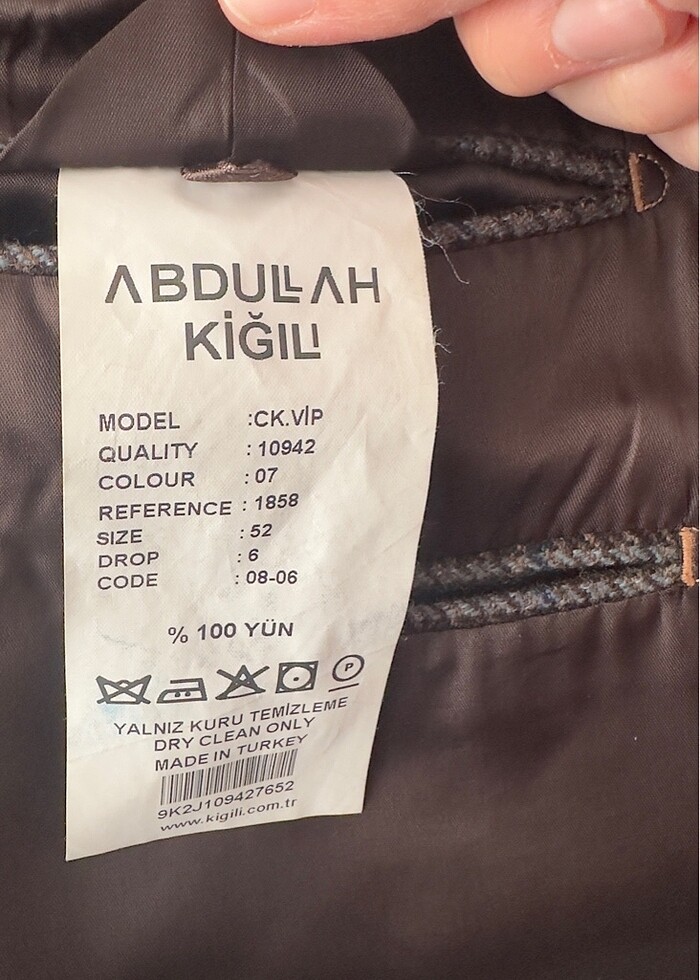 ABDULLAH
KİĞILI
MODEL :CK.VİP
QUALITY : 10942
COLOUR : 07
REFERENCE : 1858
SIZE : 52
DROP : 6
CODE : 08-06
% 100 YÜN
P
YALNIZ KURU TEMİZLEME
DRY CLEAN ONLY
MADE IN TURKEY
9K2J109427652
www.kigili.com.tr